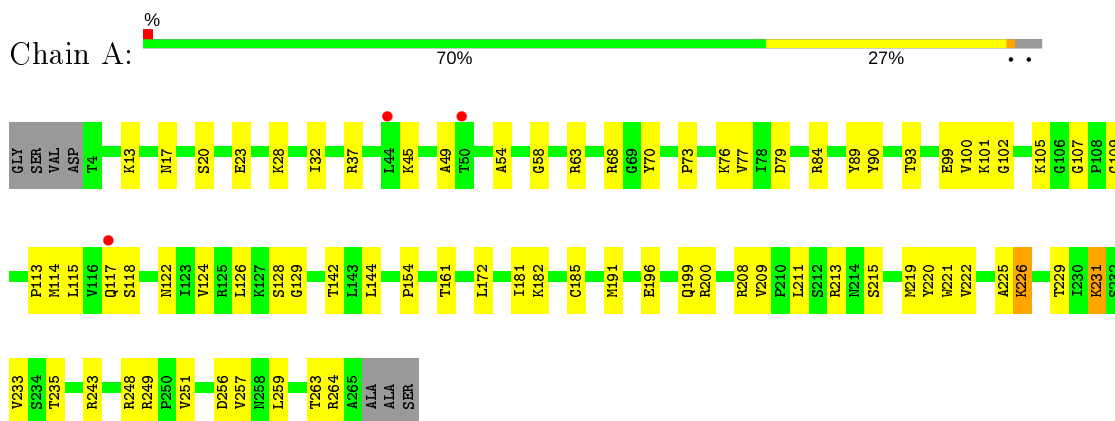 %
Chain A:
70% 27% • •
GLY SER VAL ASP T4 K13 N17 S20 E23 K28 I32 R37 L44 K45 A49 T50 A54 G58 R63 R68 G69 Y70 P73 K76 V77 I78 D79 R84 Y89 Y90 T93 E99 V100 K101 G102 K105 G106 G107 P108 G109
P113 M114 L115 V116 Q117 S118 N122 I123 V124 R125 L126 K127 S128 G129 T142 L143 L144 P154 T161 L172 I181 K182 C185 M191 E196 Q199 R200 R208 V209 P210 L211 S212 R213 N214 S215 M219 Y220 W221 V222 A225 K226 T229 I230 K231 S232
V233 S234 T235 R243 R248 R249 P250 V251 D256 V257 N258 L259 T263 R264 A265 ALA ALA SER